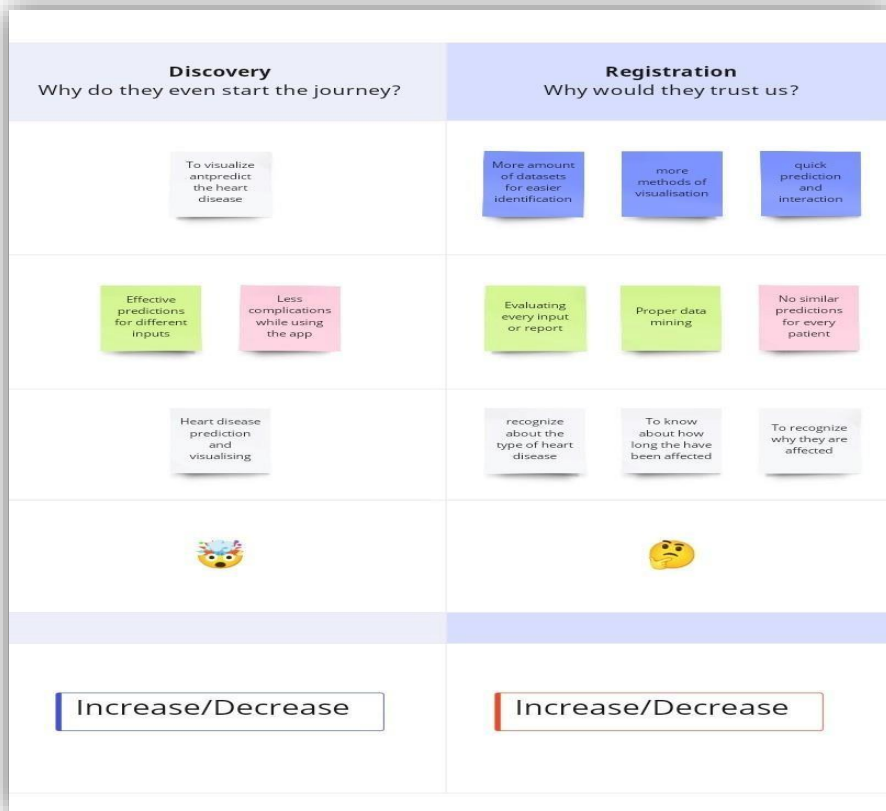 Discovery
Why do they even start the journey?
Registration
Why would they trust us?
To visualize
antpredict
the heart
disease
More amount
of datasets
for easier
identification
more
methods of
visualisation
quick
prediction
and
interaction
Effective
predictions
for different
inputs
Less
complications
while using
the app
Evaluating
every input
or report
Proper data
mining
No similar
predictions
for every
patient
Heart disease
prediction
and
visualising
recognize
about the
type of heart
disease
To know
about how
long the have
been affected
To recognize
why they are
affected
Increase/Decrease
Increase/Decrease